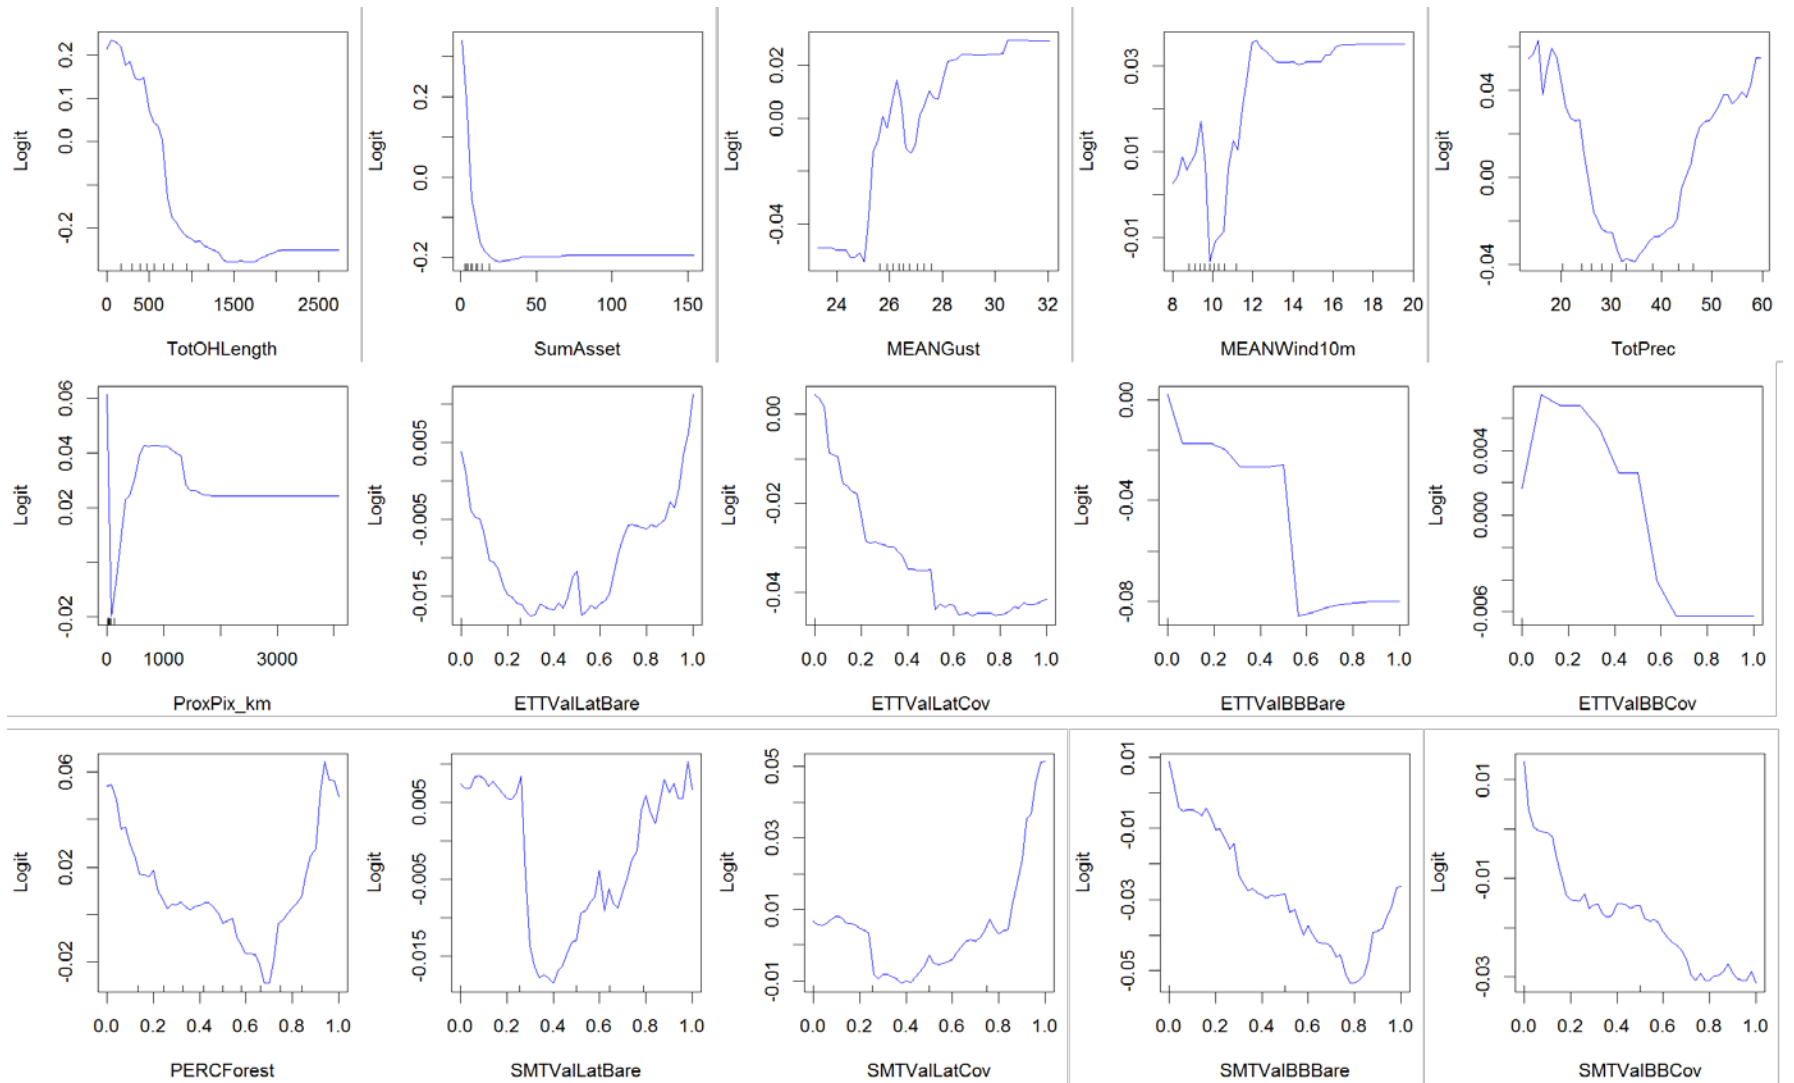 Logit
0.2
0.1
0.0
-0.2
0 500 1500 2500
TotOHLength
Logit
0.2
0.0
-0.2
0 50 100 150
SumAsset
Logit
0.02
0.00
-0.04
24 26 28 30 32
MEANGust
Logit
0.03
0.01
-0.01
8 10 12 14 16 18 20
MEANWind10m
Logit
0.04
0.00
-0.04
20 30 40 50 60
TotPrec
Logit
0.06
0.04
0.02
-0.02
0 1000 3000
ProxPix_km
Logit
0.005
-0.005
-0.015
0.0 0.2 0.4 0.6 0.8 1.0
ETTValLatBare
Logit
0.00
-0.02
-0.04
0.0 0.2 0.4 0.6 0.8 1.0
ETTValLatCov
Logit
0.00
-0.04
-0.08
0.0 0.2 0.4 0.6 0.8 1.0
ETTValBBBare
Logit
0.004
0.000
-0.006
0.0 0.2 0.4 0.6 0.8 1.0
ETTValBBCov
Logit
0.06
0.02
-0.02
0.0 0.2 0.4 0.6 0.8 1.0
PERCForest
Logit
0.005
-0.005
-0.015
0.0 0.2 0.4 0.6 0.8 1.0
SMTValLatBare
Logit
0.05
0.03
0.01
-0.01
0.0 0.2 0.4 0.6 0.8 1.0
SMTValLatCov
Logit
0.01
-0.01
-0.03
-0.05
0.0 0.2 0.4 0.6 0.8 1.0
SMTValBBBare
Logit
0.01
-0.01
-0.03
0.0 0.2 0.4 0.6 0.8 1.0
SMTValBBCov